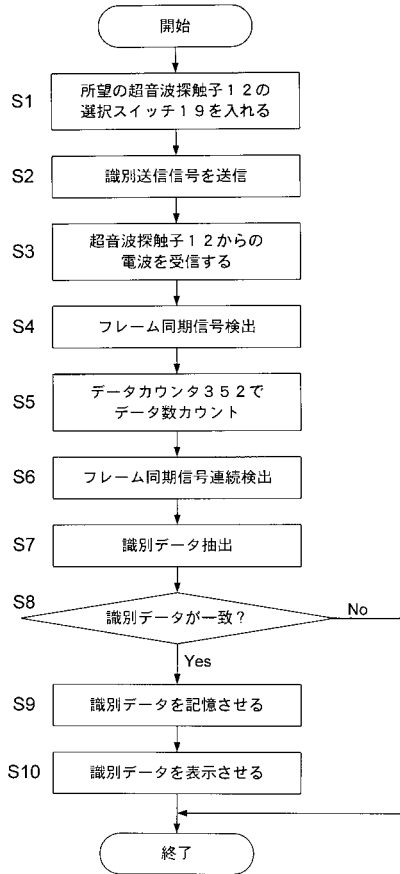 開始
S1
所望の超音波探触子１２の
選択スイッチ１９を入れる
S2
識別送信信号を送信
S3
超音波探触子１２からの
電波を受信する
S4
フレーム同期信号検出
S5
データカウンタ３５２で
データ数カウント
S6
フレーム同期信号連続検出
S7
識別データ抽出
S8
識別データが一致？
No
Yes
S9
識別データを記憶させる
S10
識別データを表示させる
終了